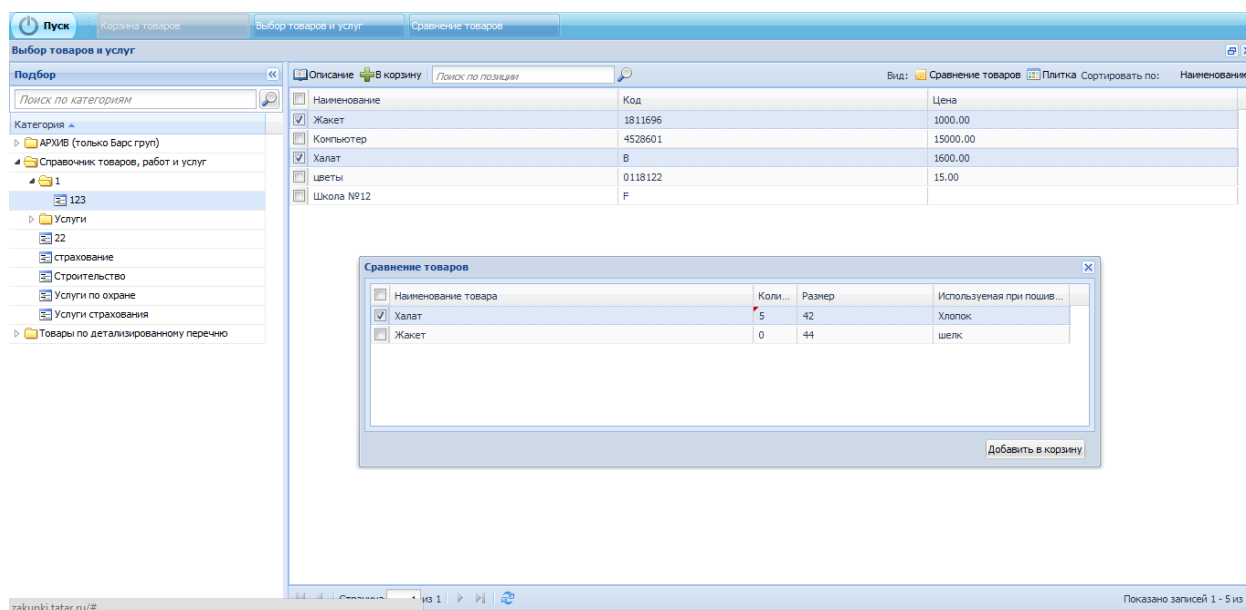 Пуск Корзина товаров Выбор товаров и услуг Сравнение товаров
Выбор товаров и услуг
Подбор
Описание В корзину Поиск по позиции Вид: Сравнение товаров Плитка Сортировать по: Наименованию
Поиск по категориям
Категория
АРХИВ (только Барс груп)
Справочник товаров, работ и услуг
1
123
Услуги
22
страхование
Строительство
Услуги по охране
Услуги страхования
Товары по детализированному перечню
Наименование Код Цена
Жакет 1811696 1000.00
Компьютер 4528601 15000.00
Халат B 1600.00
цветы 0118122 15.00
Школа №12 F
Сравнение товаров
Наименование товара Коли... Размер Используемая при пошив...
Халат 5 42 Хлопок
Жакет 0 44 шелк
Добавить в корзину
Страница 1 из 1 Показано записей 1 - 5 из
zakupki.tatar.ru/#